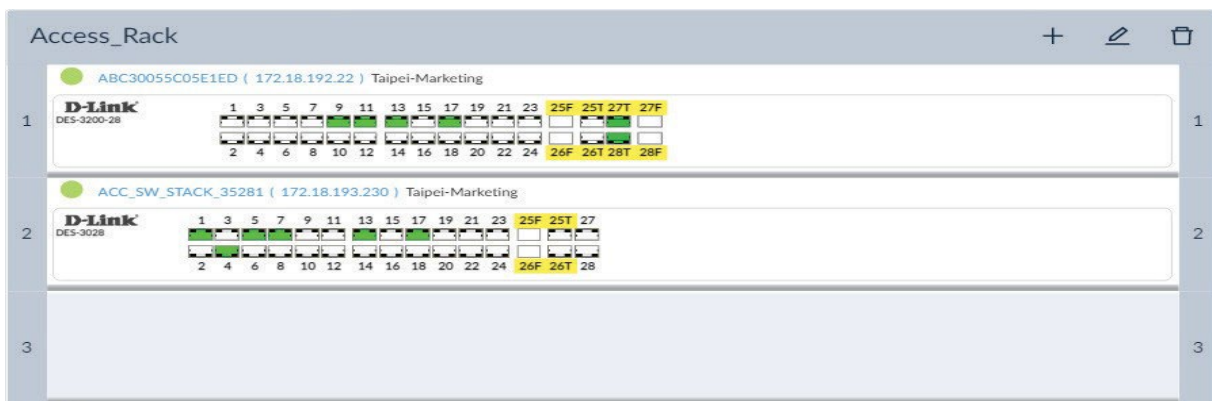 Access_Rack
ABC30055C05E1ED ( 172.18.192.22 ) Taipei-Marketing
D-Link
DES-3200-28
1 3 5 7 9 11 13 15 17 19 21 23 25F 25T 27T 27F
1 1
2 4 6 8 10 12 14 16 18 20 22 24 26F 26T 28T 28F
ACC_SW_STACK_35281 ( 172.18.193.230 ) Taipei-Marketing
D-Link
DES-3028
1 3 5 7 9 11 13 15 17 19 21 23 25F 25T 27
2 2
2 4 6 8 10 12 14 16 18 20 22 24 26F 26T 28
3 3